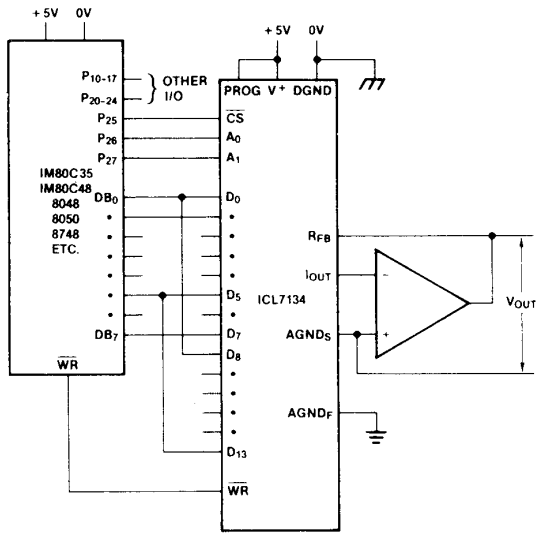 +5V 0V
+5V 0V
P10-17
P20-24
OTHER
I/O
P25
P26
P27
IM80C35
IM80C48
8048
8050
8748
ETC.
DB0
DB7
WR
PROG V+ DGND
CS
A0
A1
D0
D5
D7
D8
D13
WR
ICL7134
RFB
IOUT
AGNDS
AGNDF
−
+
VOUT